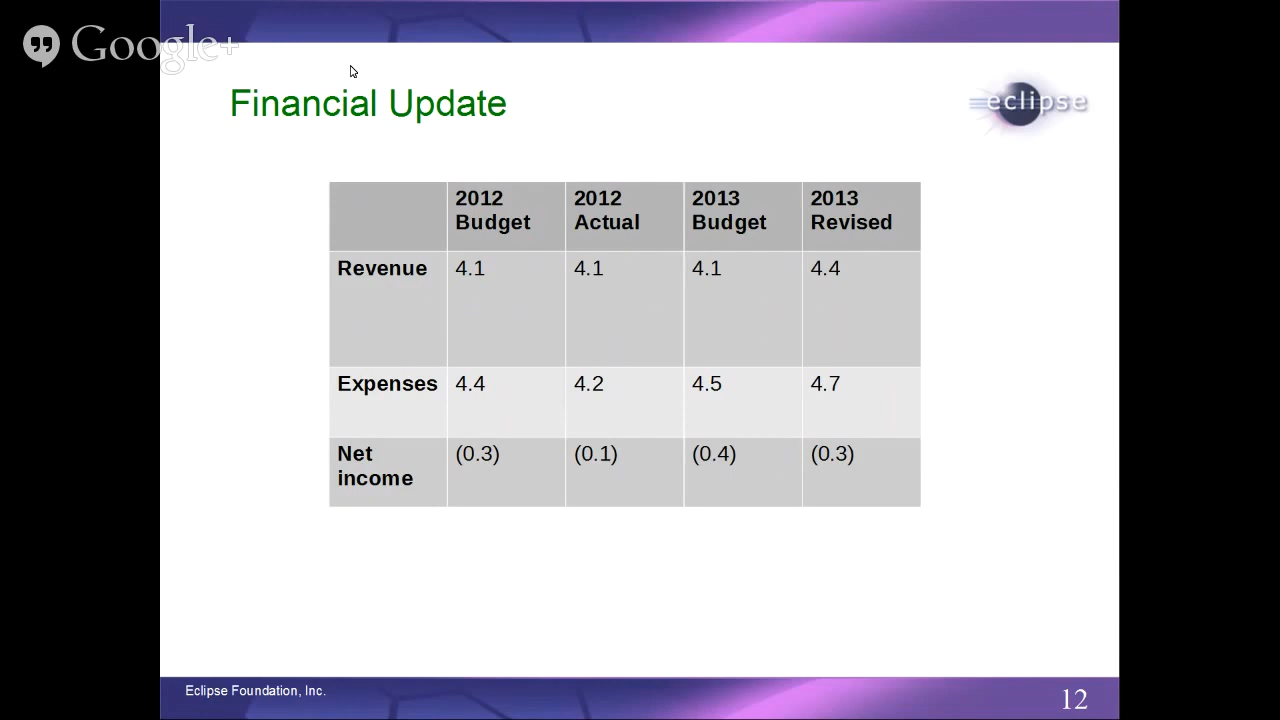 Google+
Financial Update
eclipse
2012 Budget 2012 Actual 2013 Budget 2013 Revised
Revenue 4.1 4.1 4.1 4.4
Expenses 4.4 4.2 4.5 4.7
Net income (0.3) (0.1) (0.4) (0.3)
Eclipse Foundation, Inc.
12